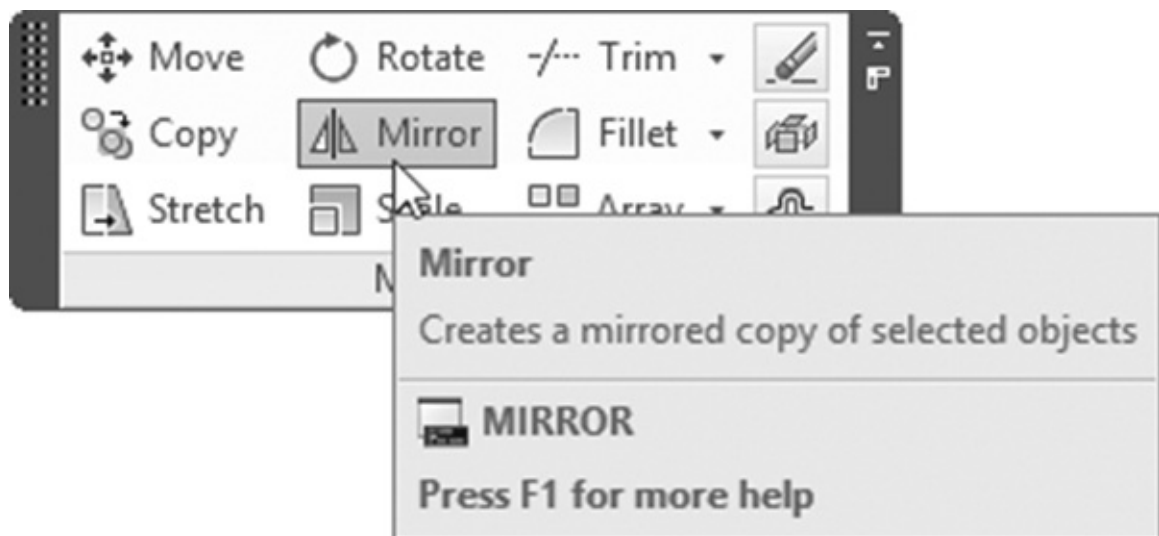 Move Rotate Trim
Copy Mirror Fillet
Stretch Scale Array
Mirror
Creates a mirrored copy of selected objects
MIRROR
Press F1 for more help